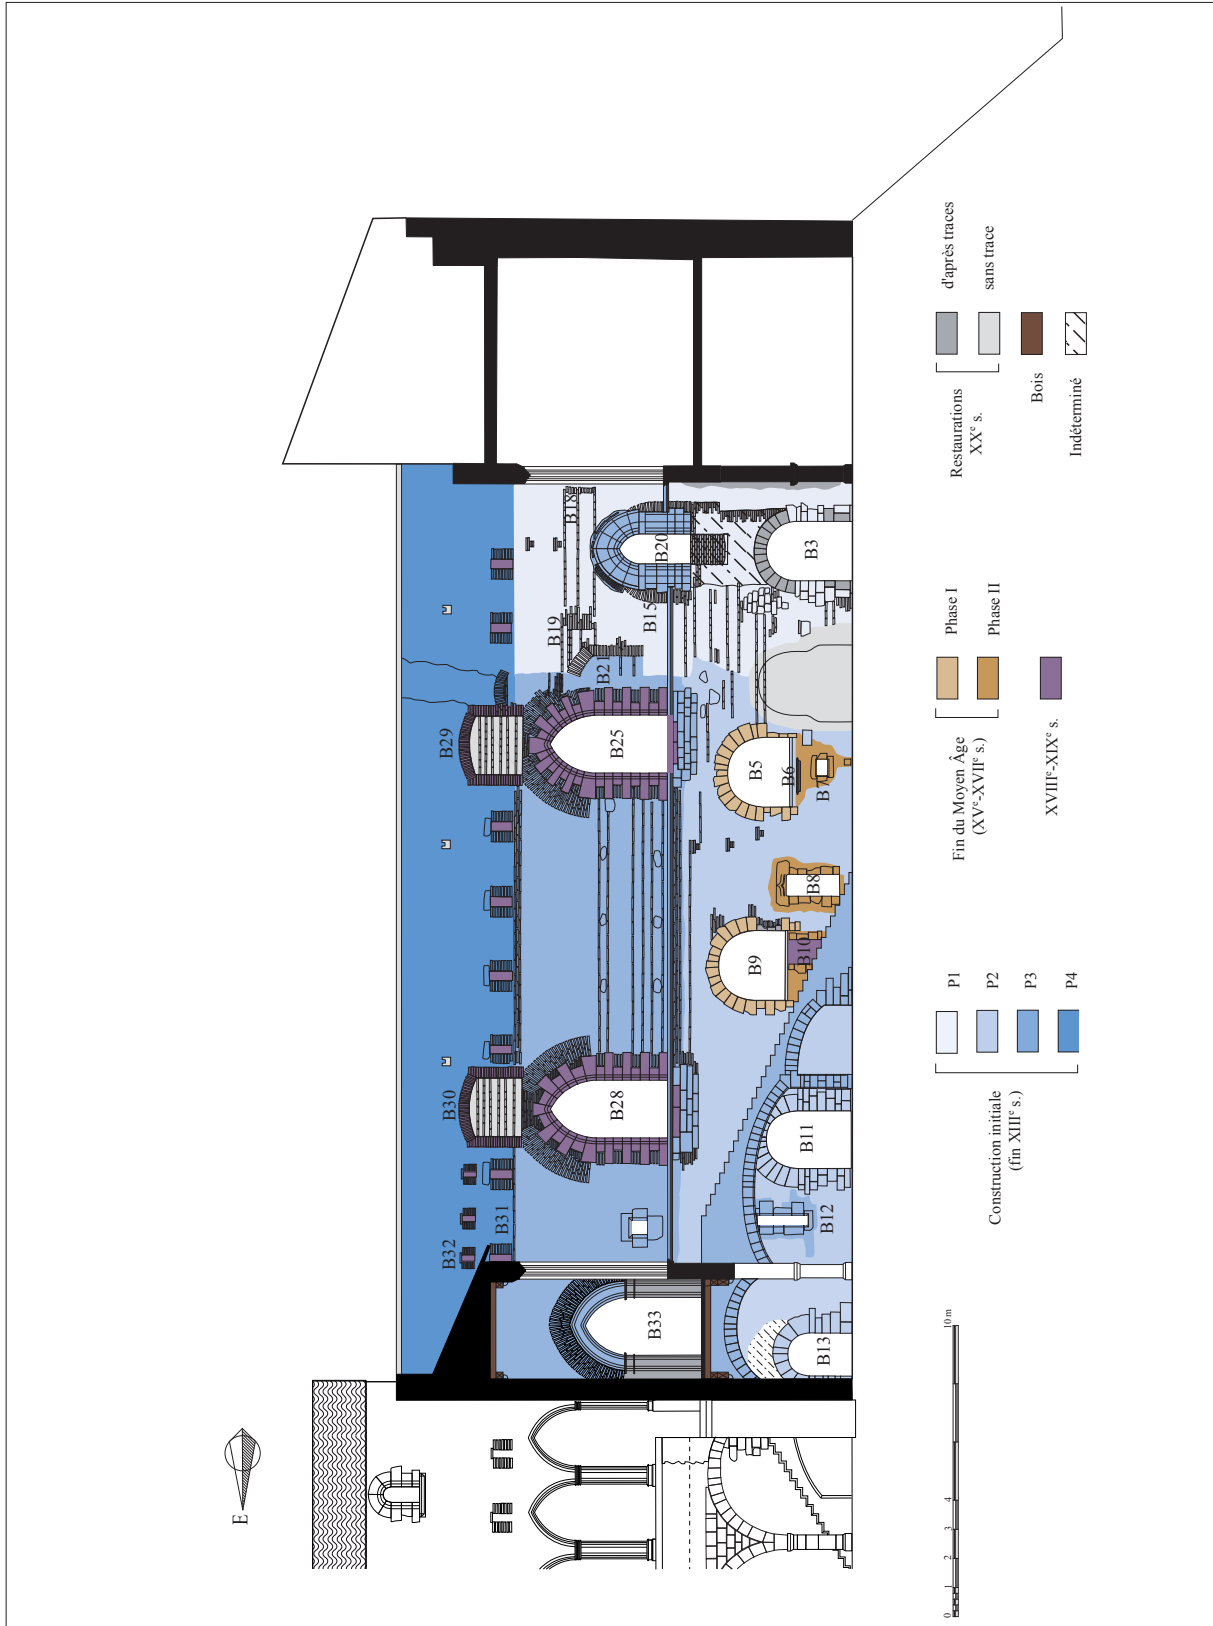 E
B32
B30
B29
B31
B19
B18
B21
B15
B33
B28
B25
B20
B13
B12
B11
B9
B10
B8
B5
B6
B7
B3
0 1 2 3 4 10 m
Construction initiale
(fin XIIIe s.)
P1
P2
P3
P4
Fin du Moyen Âge
(XVe-XVIIe s.)
Phase I
Phase II
XVIIIe-XIXe s.
Restaurations
XXe s.
d'après traces
sans trace
Bois
Indéterminé